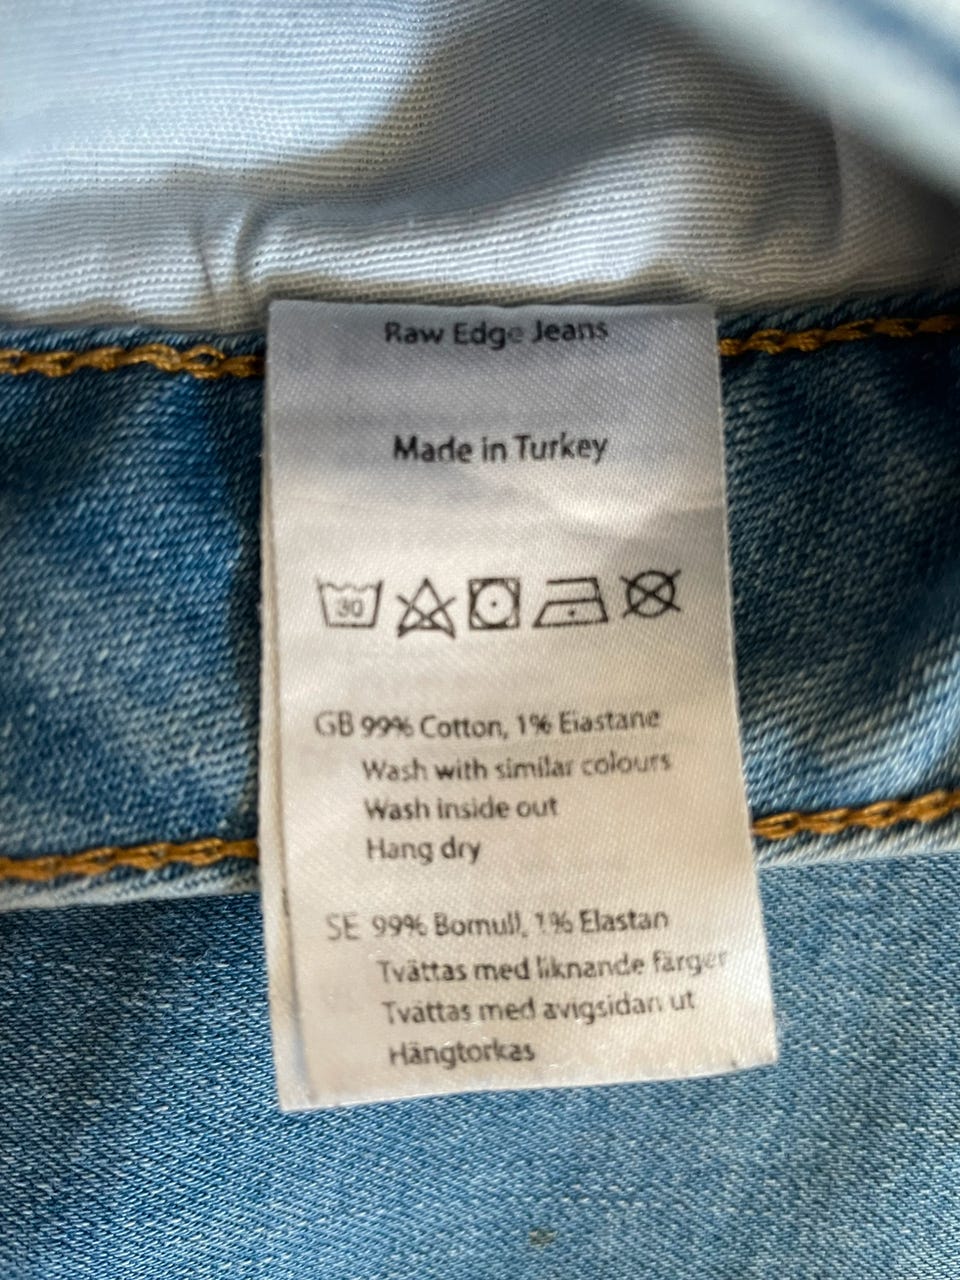 Raw Edge Jeans
Made in Turkey
30
GB 99% Cotton, 1% Elastane
Wash with similar colours
Wash inside out
Hang dry
SE 99% Bomull, 1% Elastan
Tvättas med liknande färger
Tvättas med avigsidan ut
Hängtorkas